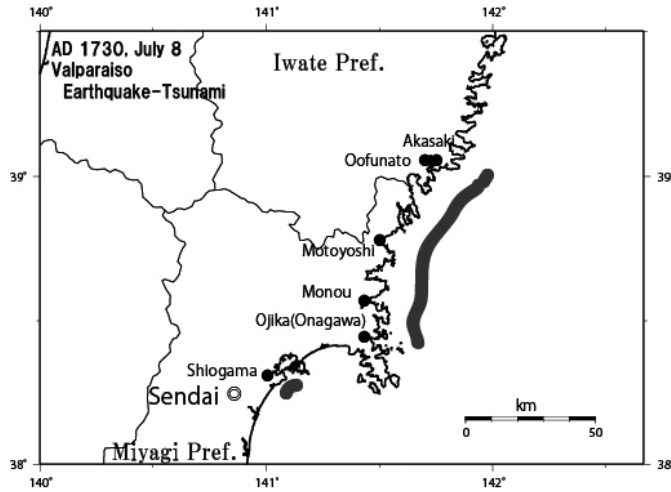 140°
141°
142°
AD 1730, July 8
Valparaiso
Earthquake-Tsunami
Iwate Pref.
Akasaki
Oofunato
39°
39°
Motoyoshi
Monou
Ojika(Onagawa)
Shiogama
Sendai
km
0
50
Miyagi Pref.
38°
38°
140°
141°
142°